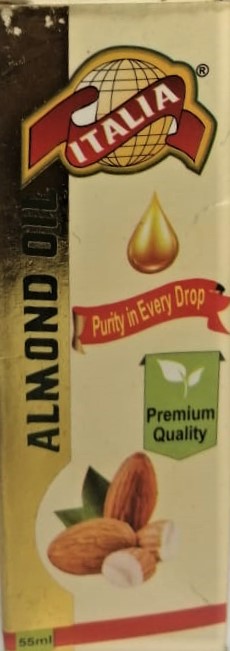 ITALIA
®
ALMOND OIL
Purity in Every Drop
Premium
Quality
55ml